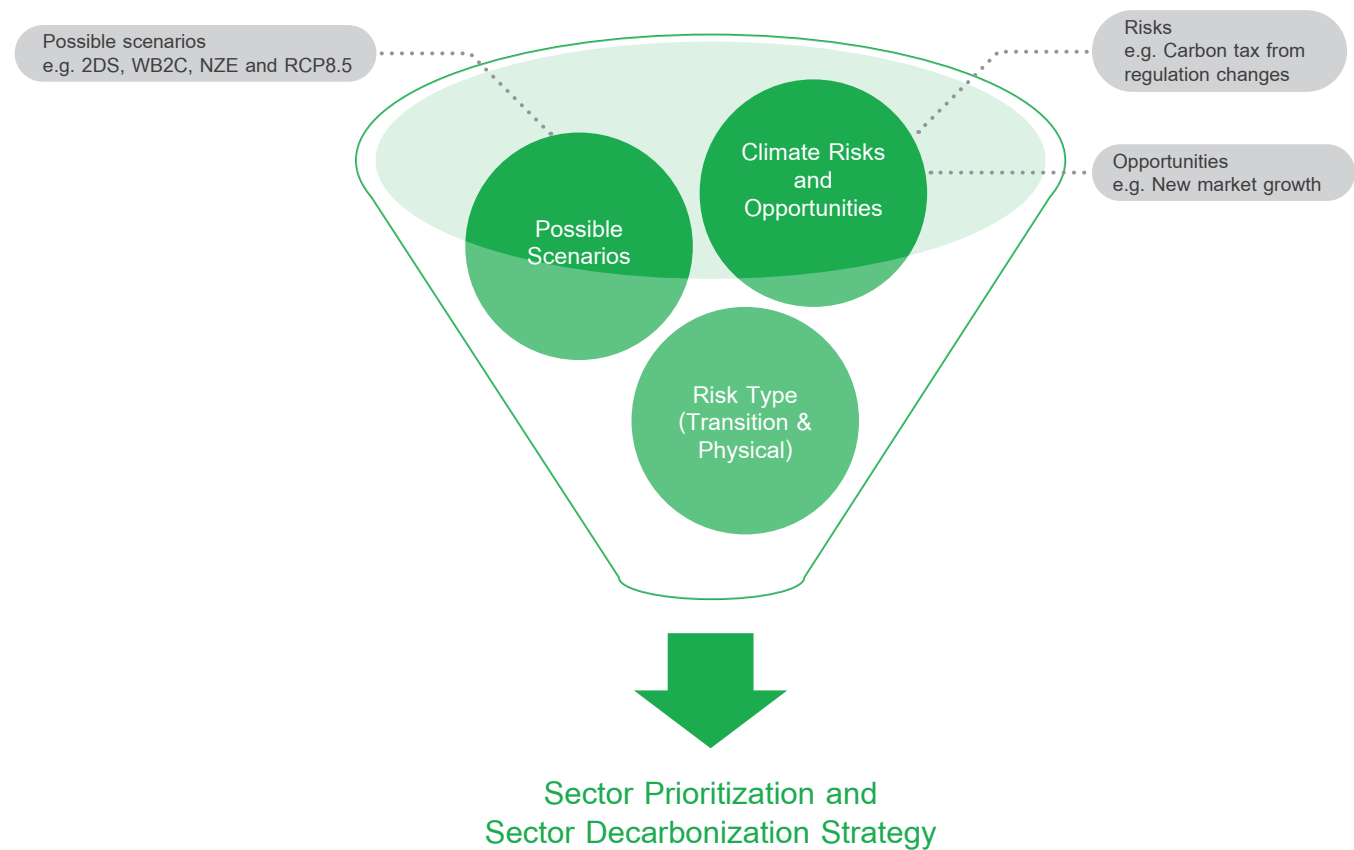 Possible scenarios
e.g. 2DS, WB2C, NZE and RCP8.5
Risks
e.g. Carbon tax from
regulation changes
Opportunities
e.g. New market growth
Climate Risks
and
Opportunities
Possible
Scenarios
Risk Type
(Transition &
Physical)
Sector Prioritization and
Sector Decarbonization Strategy